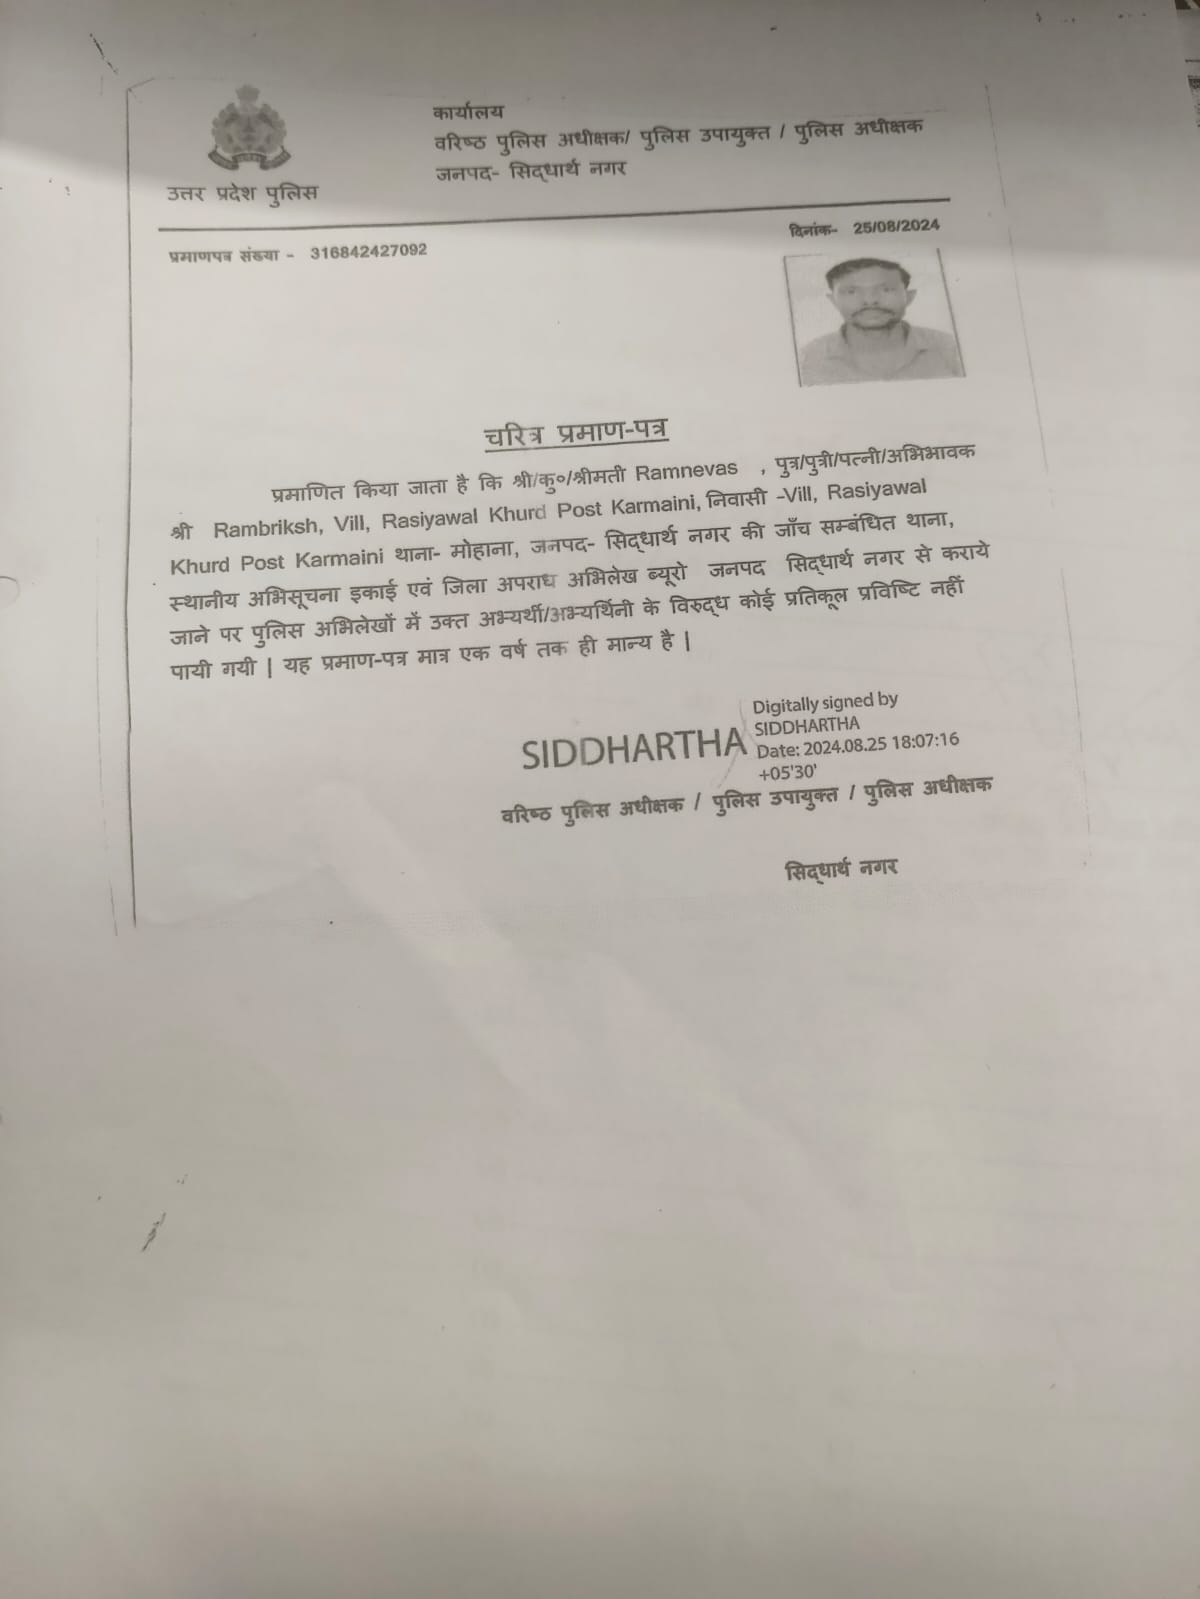 कार्यालय
वरिष्ठ पुलिस अधीक्षक/ पुलिस उपायुक्त / पुलिस अधीक्षक
जनपद- सिद्धार्थ नगर
उत्तर प्रदेश पुलिस
दिनांक- 25/08/2024
प्रमाणपत्र संख्या - 316842427092
चरित्र प्रमाण-पत्र
प्रमाणित किया जाता है कि श्री/कु०/श्रीमती Ramnevas , पुत्र/पुत्री/पत्नी/अभिभावक
श्री Rambriksh, Vill, Rasiyawal Khurd Post Karmaini, निवासी -Vill, Rasiyawal
Khurd Post Karmaini थाना- मोहाना, जनपद- सिद्धार्थ नगर की जाँच सम्बंधित थाना,
स्थानीय अभिसूचना इकाई एवं जिला अपराध अभिलेख ब्यूरो जनपद सिद्धार्थ नगर से कराये
जाने पर पुलिस अभिलेखों में उक्त अभ्यर्थी/अभ्यर्थिनी के विरुद्ध कोई प्रतिकूल प्रविष्टि नहीं
पायी गयी | यह प्रमाण-पत्र मात्र एक वर्ष तक ही मान्य है |
SIDDHARTHA
Digitally signed by
SIDDHARTHA
Date: 2024.08.25 18:07:16
+05'30'
वरिष्ठ पुलिस अधीक्षक / पुलिस उपायुक्त / पुलिस अधीक्षक
सिद्धार्थ नगर